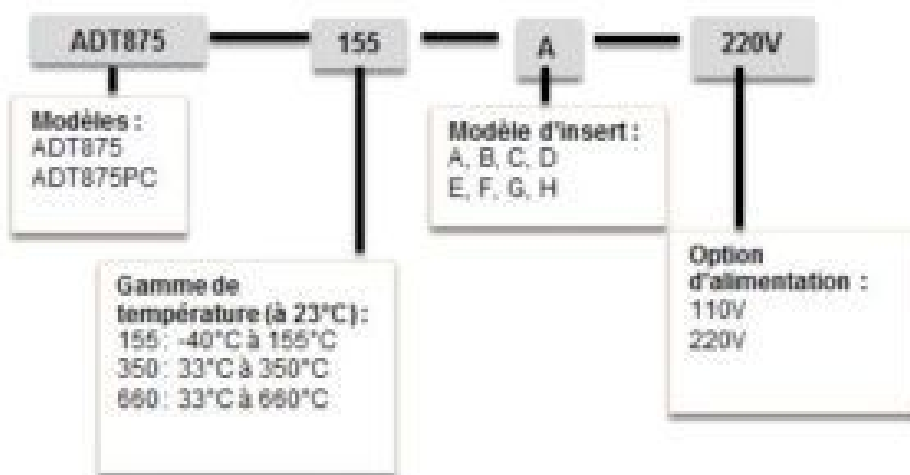 ADT875
155
A
220V
Modèles :
ADT875
ADT875PC
Modèle d'insert :
A, B, C, D
E, F, G, H
Gamme de
température (à 23°C) :
155 : -40°C à 155°C
350 : 33°C à 350°C
660 : 33°C à 660°C
Option
d'alimentation :
110V
220V